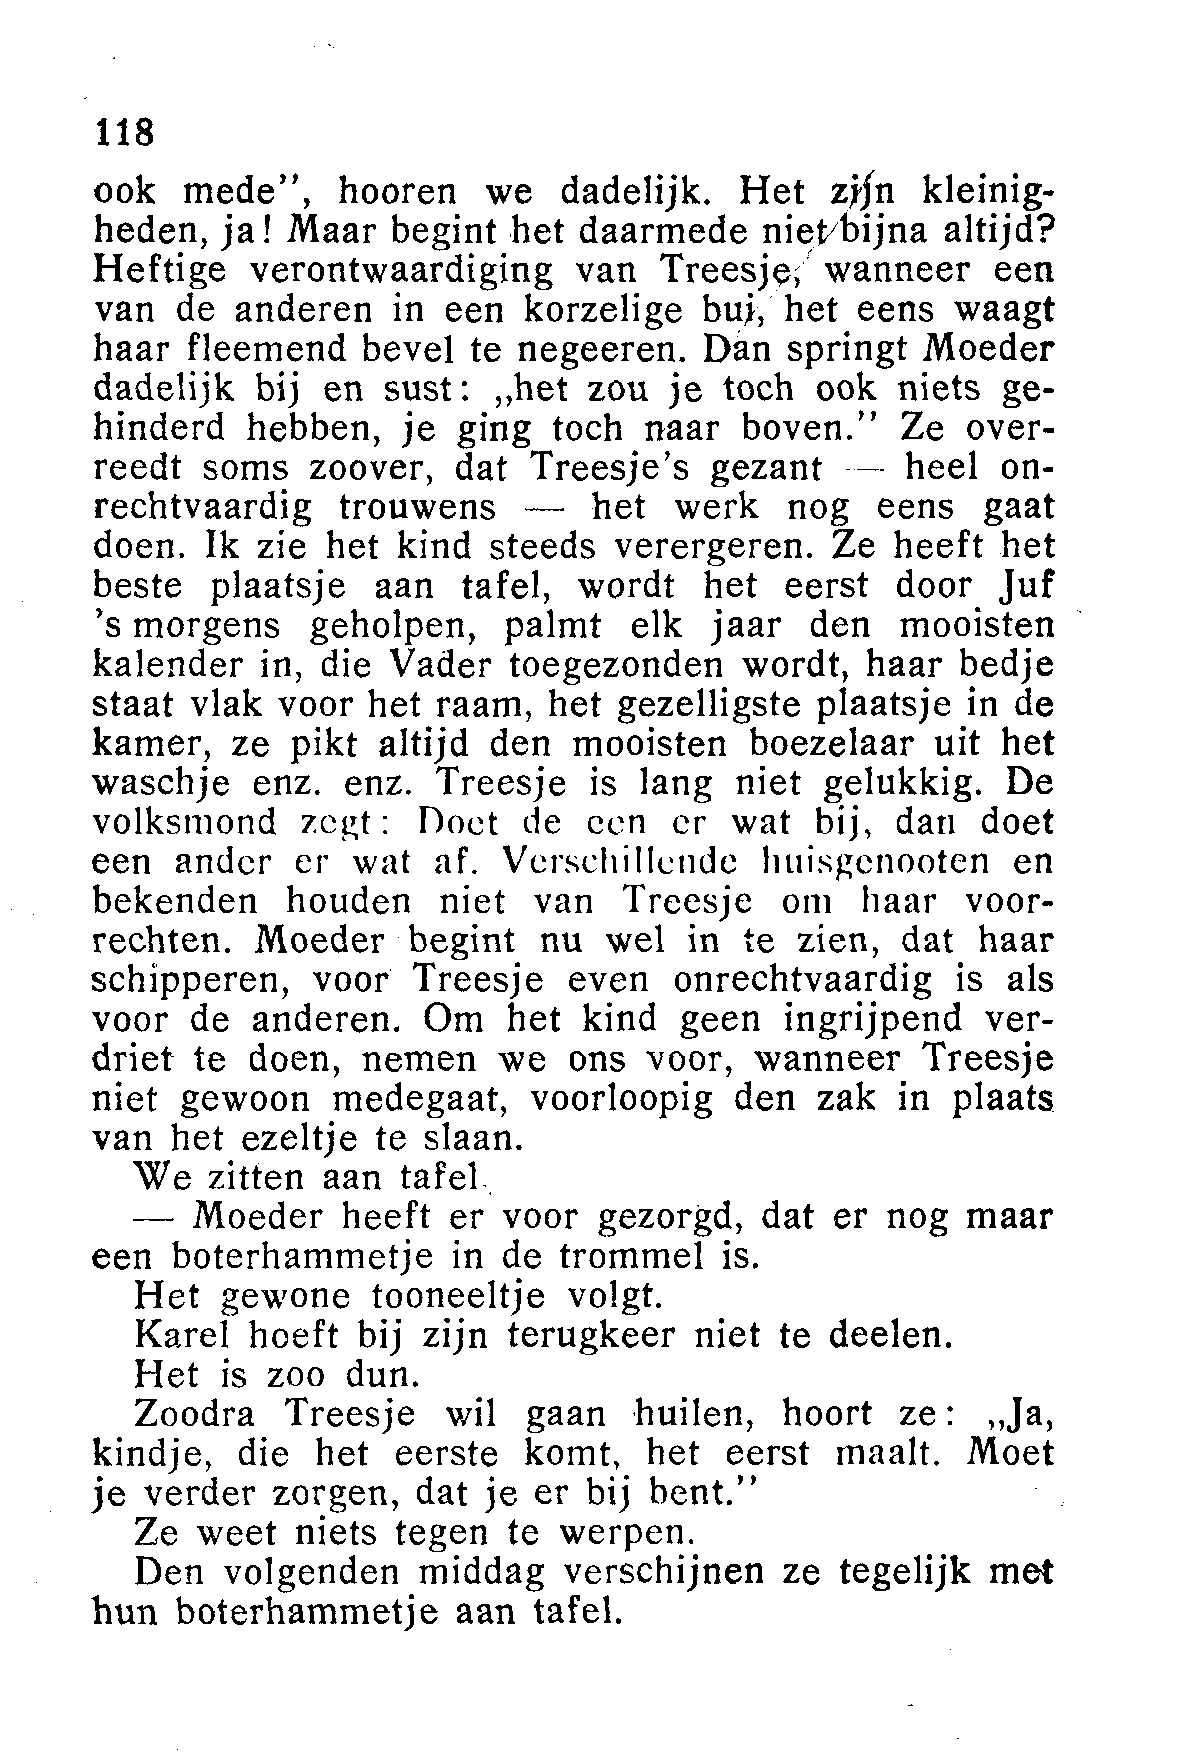 118
ook mede”, hooren we dadelijk. Het zijn kleinig-
heden, ja! Maar begint het daarmede niet bijna altijd?
Heftige verontwaardiging van Treesje, wanneer een
van de anderen in een korzelige bui, het eens waagt
haar fleemend bevel te negeeren. Dan springt Moeder
dadelijk bij en sust: „het zou je toch ook niets ge-
hinderd hebben, je ging toch naar boven.” Ze over-
reedt soms zoover, dat Treesje’s gezant — heel on-
rechtvaardig trouwens — het werk nog eens gaat
doen. Ik zie het kind steeds verergeren. Ze heeft het
beste plaatsje aan tafel, wordt het eerst door Juf
’s morgens geholpen, palmt elk jaar den mooisten
kalender in, die Vader toegezonden wordt, haar bedje
staat vlak voor het raam, het gezelligste plaatsje in de
kamer, ze pikt altijd den mooisten boezelaar uit het
waschje enz. enz. Treesje is lang niet gelukkig. De
volksmond zegt: Doet de een er wat bij, dan doet
een ander er wat af. Verschillende huisgenooten en
bekenden houden niet van Treesje om haar voor-
rechten. Moeder begint nu wel in te zien, dat haar
schipperen, voor Treesje even onrechtvaardig is als
voor de anderen. Om het kind geen ingrijpend ver-
driet te doen, nemen we ons voor, wanneer Treesje
niet gewoon medegaat, voorloopig den zak in plaats
van het ezeltje te slaan.
We zitten aan tafel.
— Moeder heeft er voor gezorgd, dat er nog maar
een boterhammetje in de trommel is.
Het gewone tooneeltje volgt.
Karel hoeft bij zijn terugkeer niet te deelen.
Het is zoo dun.
Zoodra Treesje wil gaan huilen, hoort ze: „Ja,
kindje, die het eerste komt, het eerst maalt. Moet
je verder zorgen, dat je er bij bent.”
Ze weet niets tegen te werpen.
Den volgenden middag verschijnen ze tegelijk met
hun boterhammetje aan tafel.